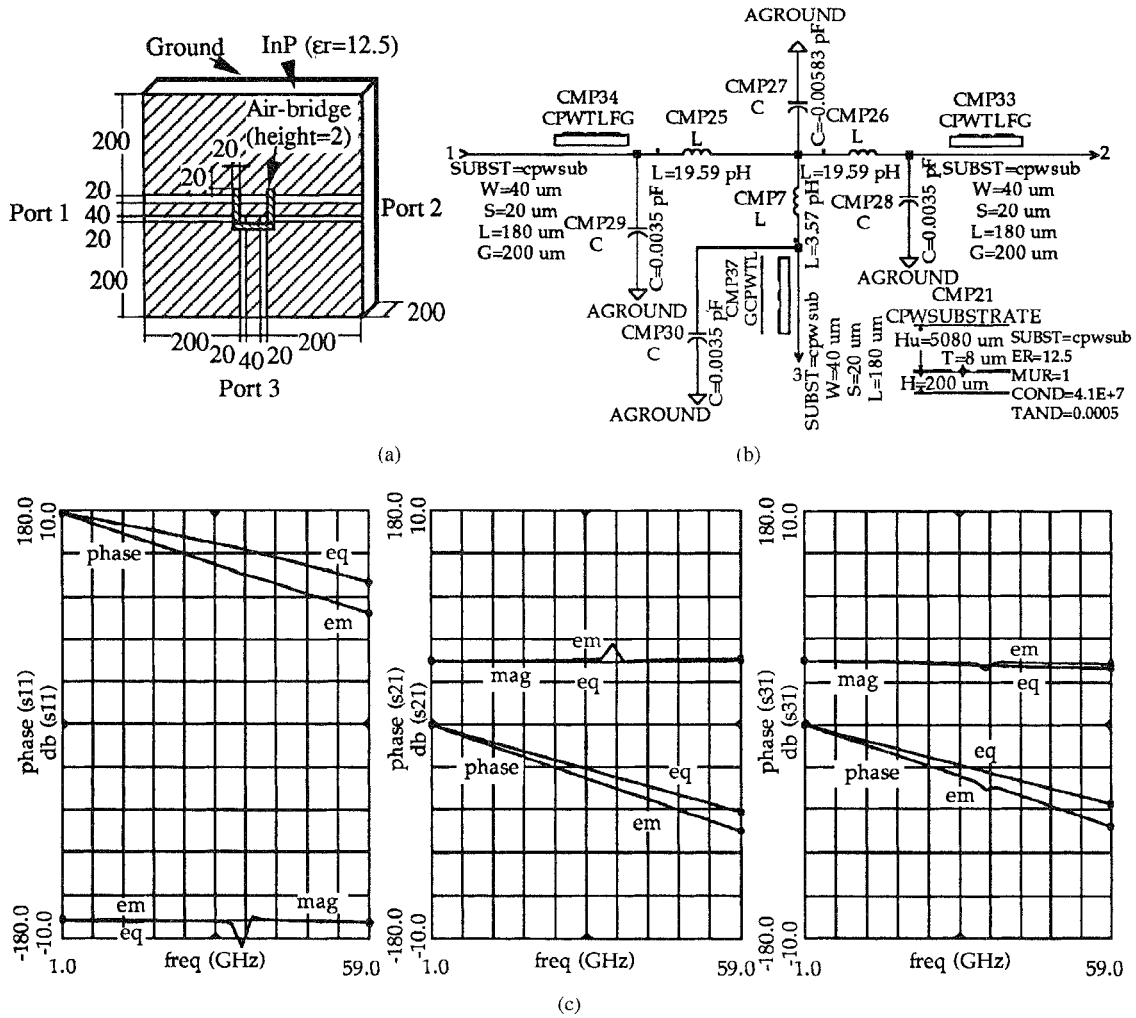 Ground
InP (εr=12.5)
Air-bridge
(height=2)
200
20
20
20
40
20
200
Port 1
Port 2
200
200
20
40
20
200
Port 3
(a)
AGROUND
CMP27
C
C=-0.00583 pF
CMP34
CPWTLFG
CMP25
L
CMP26
L
CMP33
CPWTLFG
1
2
SUBST=cpwsub
W=40 um
S=20 um
L=180 um
G=200 um
L=19.59 pH
L=19.59 pH
SUBST=cpwsub
W=40 um
S=20 um
L=180 um
G=200 um
CMP29
C
C=0.0035 pF
AGROUND
CMP7
L
L=3.57 pH
CMP28
C
C=0.0035 pF
AGROUND
CMP30
C
C=0.0035 pF
AGROUND
CMP37
GCPWTL
3
SUBST=cpwsub
W=40 um
S=20 um
L=180 um
CMP21
CPWSUBSTRATE
Hu=5080 um
T=8 um
H=200 um
SUBST=cpwsub
ER=12.5
MUR=1
COND=4.1E+7
TAND=0.0005
(b)
180.0
10.0
phase
eq
em
phase (s11)
db (s11)
em
eq
mag
-180.0
-10.0
1.0
freq (GHz)
59.0
180.0
10.0
em
mag
eq
phase (s21)
db (s21)
phase
eq
em
-180.0
-10.0
1.0
freq (GHz)
59.0
180.0
10.0
em
mag
eq
phase (s31)
db (s31)
eq
phase
em
-180.0
-10.0
1.0
freq (GHz)
59.0
(c)